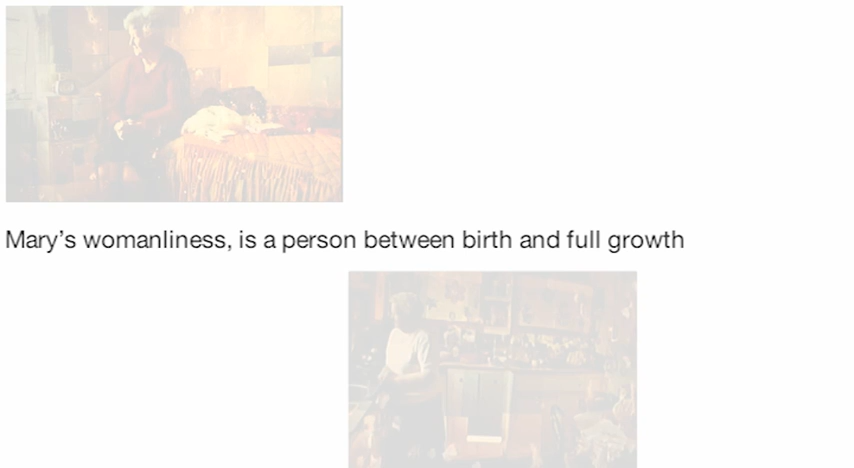 Mary’s womanliness, is a person between birth and full growth